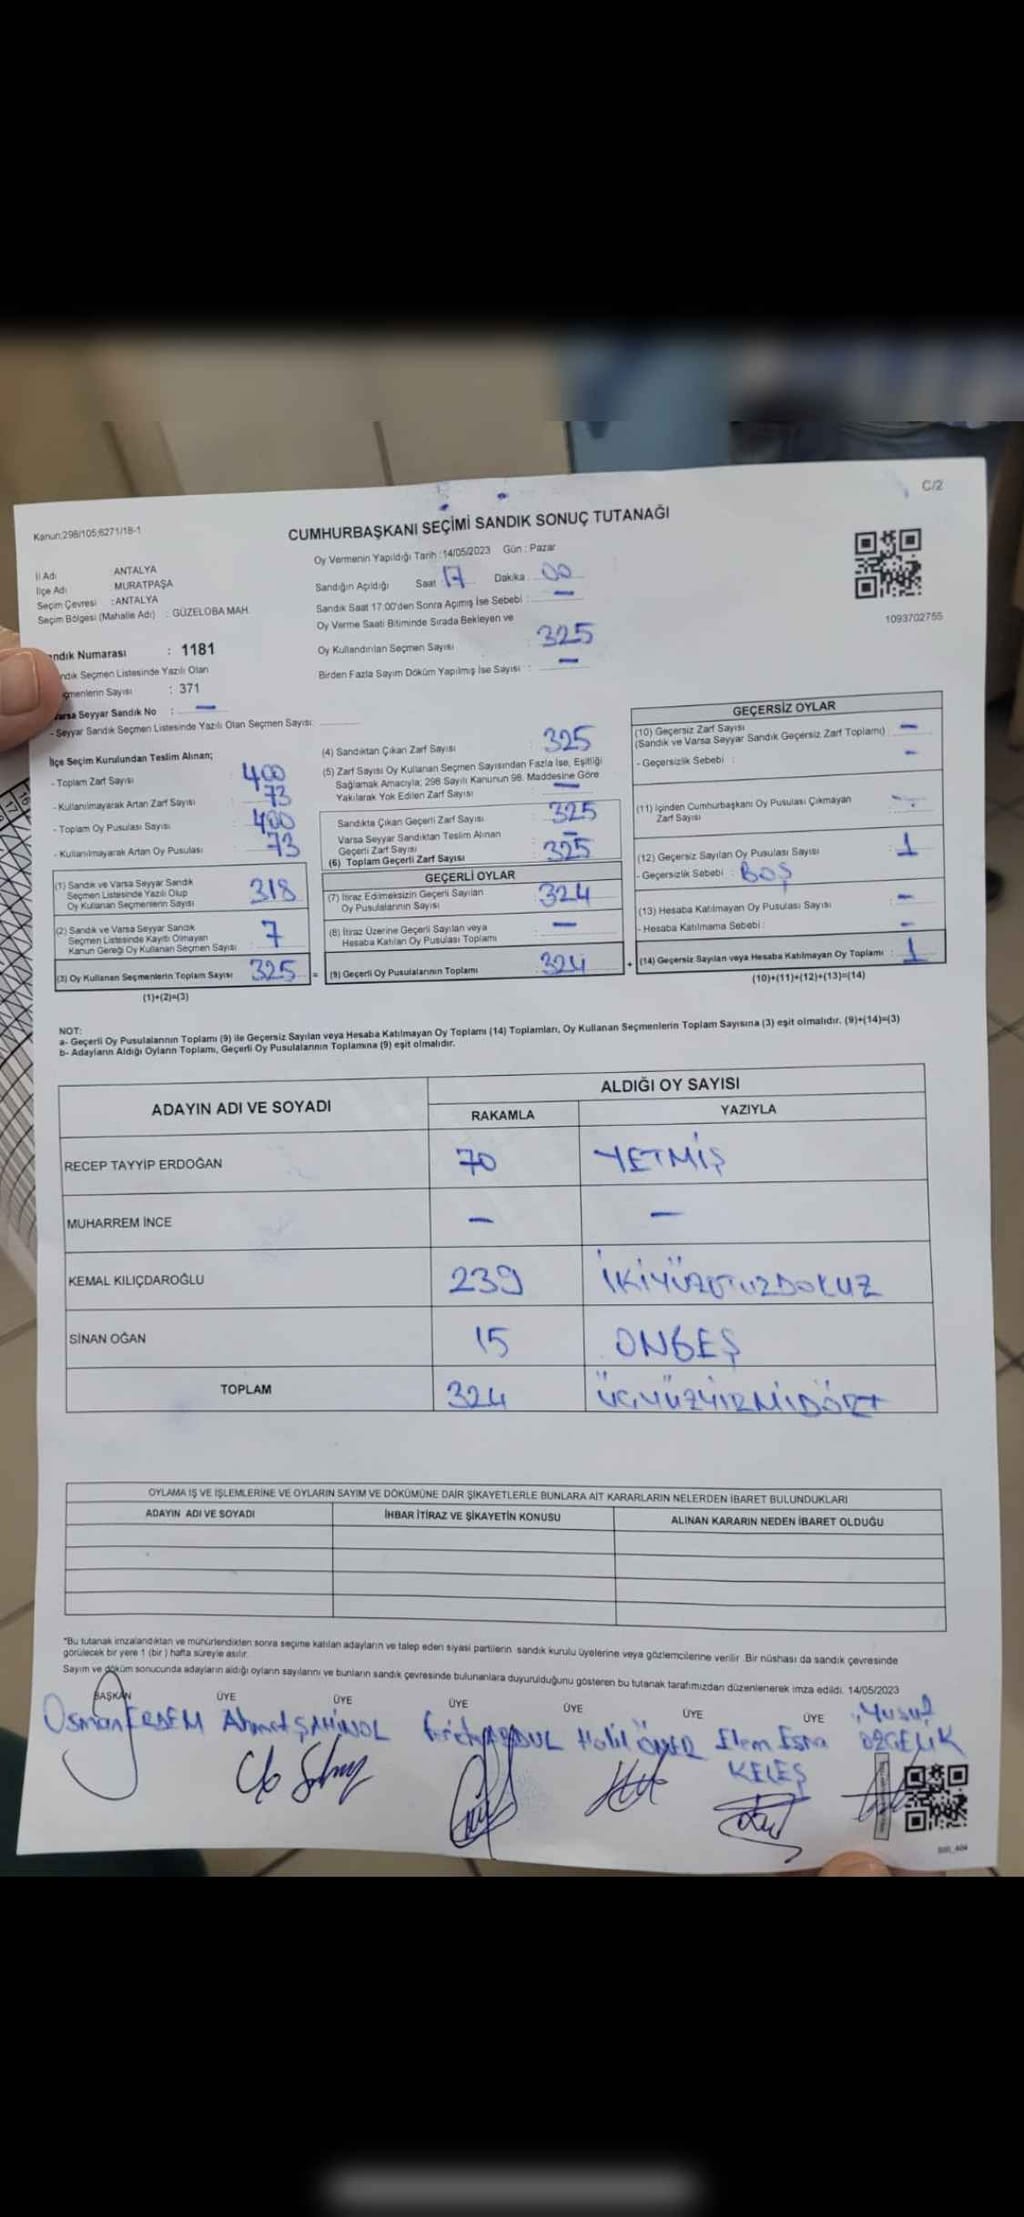 C/2
Kanun;298/105;6271/18-1
CUMHURBAŞKANI SEÇİMİ SANDIK SONUÇ TUTANAĞI
İl Adı : ANTALYA
İlçe Adı : MURATPAŞA
Seçim Çevresi : ANTALYA
Seçim Bölgesi (Mahalle Adı) : GÜZELOBA MAH.
Oy Vermenin Yapıldığı Tarih : 14/05/2023 Gün : Pazar
Sandığın Açıldığı Saat 17 Dakika 00
Sandık Saat 17:00'den Sonra Açımış İse Sebebi : —
Oy Verme Saati Bitiminde Sırada Bekleyen ve
Oy Kullandırılan Seçmen Sayısı 325
Birden Fazla Sayım Döküm Yapılmış İse Sayısı : —
1093702755
ndık Numarası : 1181
ndık Seçmen Listesinde Yazılı Olan
çmenlerin Sayısı : 371
Varsa Seyyar Sandık No : —
- Seyyar Sandık Seçmen Listesinde Yazılı Olan Seçmen Sayısı:
İlçe Seçim Kurulundan Teslim Alınan;
- Toplam Zarf Sayısı 400
- Kullanılmayarak Artan Zarf Sayısı 73
- Toplam Oy Pusulası Sayısı 400
- Kullanılmayarak Artan Oy Pusulası 73
(1) Sandık ve Varsa Seyyar Sandık
Seçmen Listesinde Yazılı Olup
Oy Kullanan Seçmenlerin Sayısı 318
(2) Sandık ve Varsa Seyyar Sandık
Seçmen Listesinde Kayıtlı Olmayan
Kanun Gereği Oy Kullanan Seçmen Sayısı 7
(3) Oy Kullanan Seçmenlerin Toplam Sayısı 325 =
(1)+(2)=(3)
(4) Sandıktan Çıkan Zarf Sayısı 325
(5) Zarf Sayısı Oy Kullanan Seçmen Sayısından Fazla İse, Eşitliği
Sağlamak Amacıyla; 298 Sayılı Kanunun 98. Maddesine Göre
Yakılarak Yok Edilen Zarf Sayısı —
Sandıkta Çıkan Geçerli Zarf Sayısı 325
Varsa Seyyar Sandıktan Teslim Alınan
Geçerli Zarf Sayısı —
(6) Toplam Geçerli Zarf Sayısı 325
GEÇERLİ OYLAR
(7) İtiraz Edilmeksizin Geçerli Sayılan
Oy Pusulalarının Sayısı 324
(8) İtiraz Üzerine Geçerli Sayılan veya
Hesaba Katılan Oy Pusulası Toplamı —
(9) Geçerli Oy Pusulalarının Toplamı 324 +
GEÇERSİZ OYLAR
(10) Geçersiz Zarf Sayısı
(Sandık ve Varsa Seyyar Sandık Geçersiz Zarf Toplamı) —
- Geçersizlik Sebebi : —
(11) İçinden Cumhurbaşkanı Oy Pusulası Çıkmayan
Zarf Sayısı —
(12) Geçersiz Sayılan Oy Pusulası Sayısı 1
- Geçersizlik Sebebi : BOŞ
(13) Hesaba Katılmayan Oy Pusulası Sayısı —
- Hesaba Katılmama Sebebi : —
(14) Geçersiz Sayılan veya Hesaba Katılmayan Oy Toplamı : 1
(10)+(11)+(12)+(13)=(14)
NOT:
a- Geçerli Oy Pusulalarının Toplamı (9) ile Geçersiz Sayılan veya Hesaba Katılmayan Oy Toplamı (14) Toplamları, Oy Kullanan Seçmenlerin Toplam Sayısına (3) eşit olmalıdır. (9)+(14)=(3)
b- Adayların Aldığı Oyların Toplamı, Geçerli Oy Pusulalarının Toplamına (9) eşit olmalıdır.
ADAYIN ADI VE SOYADI ALDIĞI OY SAYISI
RAKAMLA YAZIYLA
RECEP TAYYİP ERDOĞAN 70 YETMİŞ
MUHARREM İNCE — —
KEMAL KILIÇDAROĞLU 239 İKİYÜZOTUZDOKUZ
SİNAN OĞAN 15 ONBEŞ
TOPLAM 324 ÜÇYÜZYİRMİDÖRT
OYLAMA İŞ VE İŞLEMLERİNE VE OYLARIN SAYIM VE DÖKÜMÜNE DAİR ŞİKAYETLERLE BUNLARA AİT KARARLARIN NELERDEN İBARET BULUNDUKLARI
ADAYIN ADI VE SOYADI İHBAR İTİRAZ VE ŞİKAYETİN KONUSU ALINAN KARARIN NEDEN İBARET OLDUĞU
*Bu tutanak imzalandıktan ve mühürlendikten sonra seçime katılan adayların ve talep eden siyasi partilerin sandık kurulu üyelerine veya gözlemcilerine verilir. Bir nüshası da sandık çevresinde
görülecek bir yere 1 (bir) hafta süreyle asılır.
Sayım ve döküm sonucunda adayların aldığı oyların sayılarını ve bunların sandık çevresinde bulunanlara duyurulduğunu gösteren bu tutanak tarafımızdan düzenlenerek imza edildi. 14/05/2023
BAŞKAN ÜYE ÜYE ÜYE ÜYE ÜYE ÜYE
Osman ERDEM Ahmet ŞAHİNOL Halil ÖMER Elem Esra KELEŞ Yusuf ÖZÇELİK